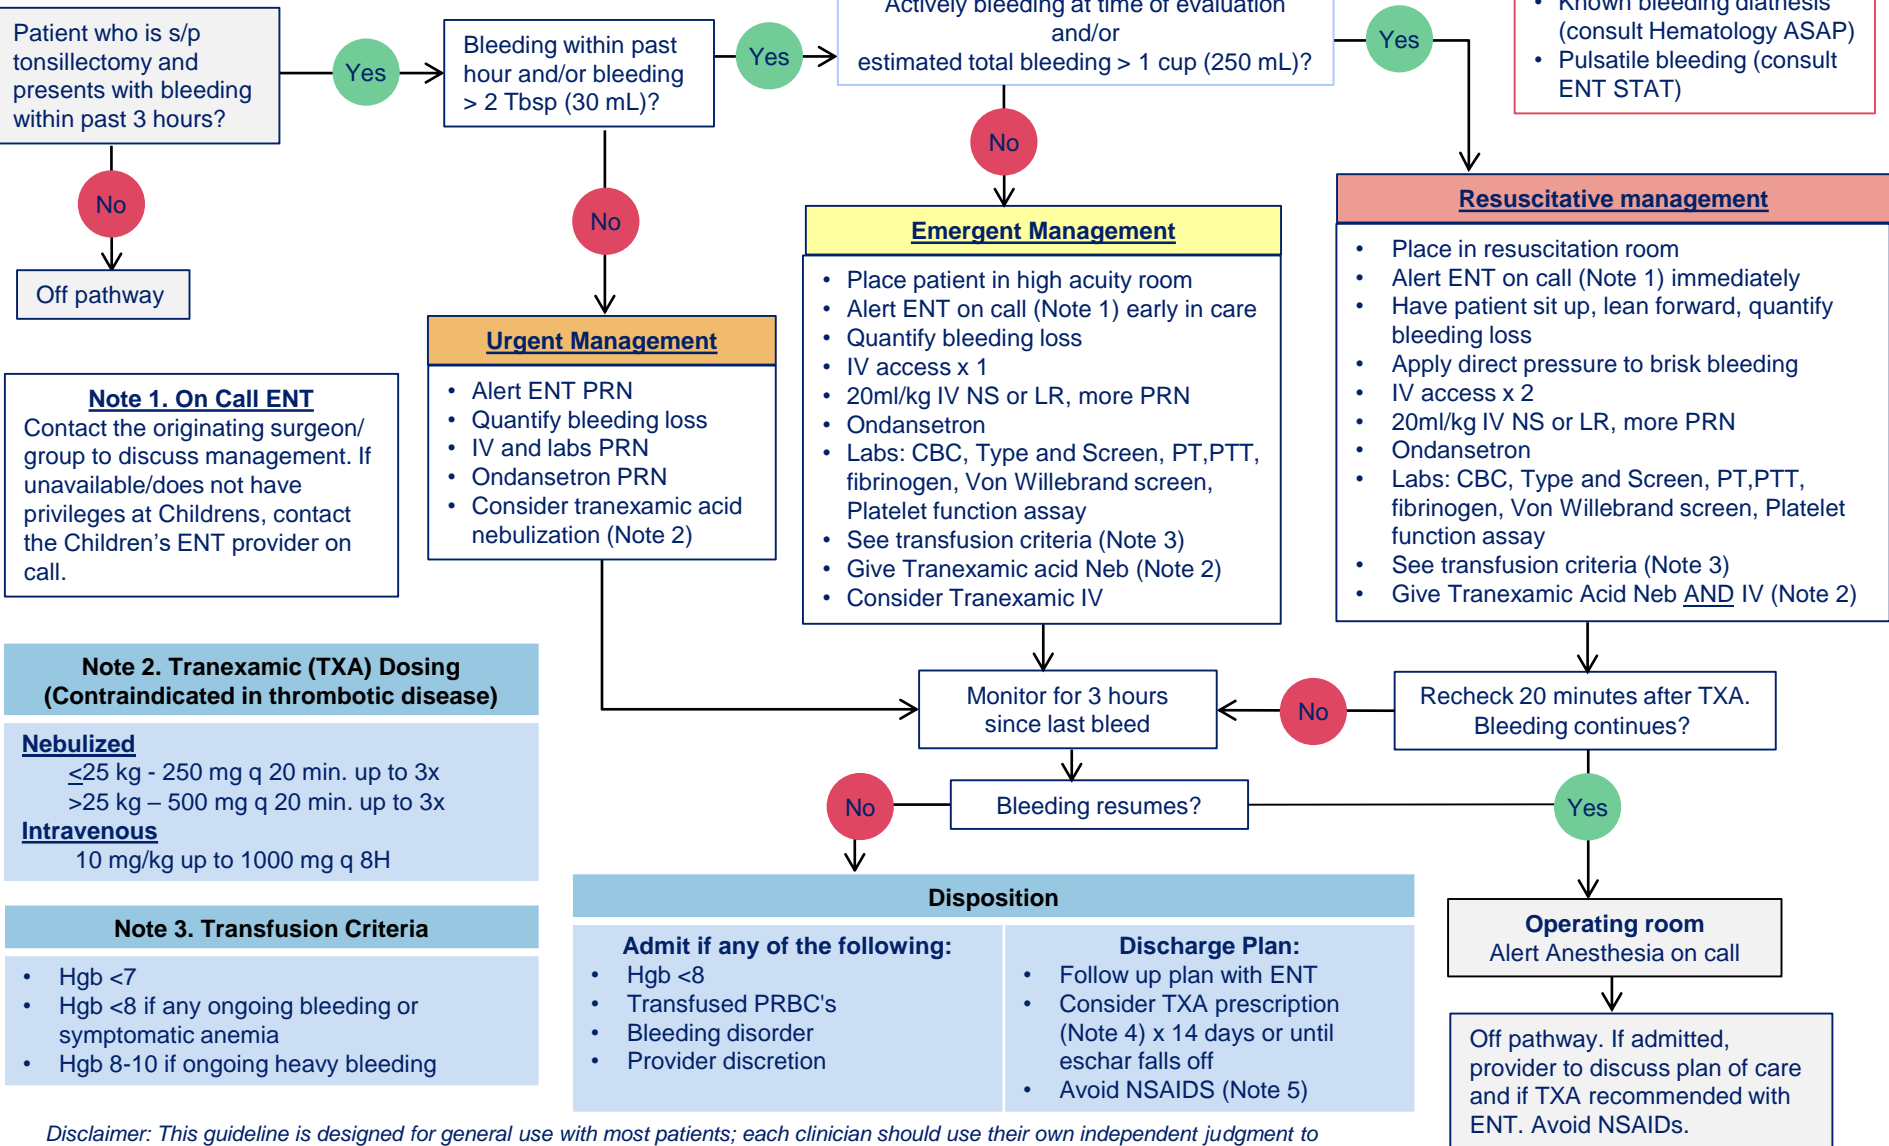 Patient who is s/p
tonsillectomy and
presents with bleeding
within past 3 hours?
Yes
Bleeding within past
hour and/or bleeding
> 2 Tbsp (30 mL)?
Yes
Actively bleeding at time of evaluation
and/or
estimated total bleeding > 1 cup (250 mL)?
Yes
• Known bleeding diathesis
(consult Hematology ASAP)
• Pulsatile bleeding (consult
ENT STAT)
No
Off pathway
No
No
Urgent Management
• Alert ENT PRN
• Quantify bleeding loss
• IV and labs PRN
• Ondansetron PRN
• Consider tranexamic acid
nebulization (Note 2)
Emergent Management
• Place patient in high acuity room
• Alert ENT on call (Note 1) early in care
• Quantify bleeding loss
• IV access x 1
• 20ml/kg IV NS or LR, more PRN
• Ondansetron
• Labs: CBC, Type and Screen, PT,PTT,
fibrinogen, Von Willebrand screen,
Platelet function assay
• See transfusion criteria (Note 3)
• Give Tranexamic acid Neb (Note 2)
• Consider Tranexamic IV
Resuscitative management
• Place in resuscitation room
• Alert ENT on call (Note 1) immediately
• Have patient sit up, lean forward, quantify
bleeding loss
• Apply direct pressure to brisk bleeding
• IV access x 2
• 20ml/kg IV NS or LR, more PRN
• Ondansetron
• Labs: CBC, Type and Screen, PT,PTT,
fibrinogen, Von Willebrand screen, Platelet
function assay
• See transfusion criteria (Note 3)
• Give Tranexamic Acid Neb AND IV (Note 2)
Note 1. On Call ENT
Contact the originating surgeon/
group to discuss management. If
unavailable/does not have
privileges at Childrens, contact
the Children's ENT provider on
call.
Note 2. Tranexamic (TXA) Dosing
(Contraindicated in thrombotic disease)
Nebulized
≤25 kg - 250 mg q 20 min. up to 3x
>25 kg – 500 mg q 20 min. up to 3x
Intravenous
10 mg/kg up to 1000 mg q 8H
Note 3. Transfusion Criteria
• Hgb <7
• Hgb <8 if any ongoing bleeding or
symptomatic anemia
• Hgb 8-10 if ongoing heavy bleeding
Monitor for 3 hours
since last bleed
No
Recheck 20 minutes after TXA.
Bleeding continues?
No
Bleeding resumes?
Yes
Disposition
Admit if any of the following:
• Hgb <8
• Transfused PRBC's
• Bleeding disorder
• Provider discretion
Discharge Plan:
• Follow up plan with ENT
• Consider TXA prescription
(Note 4) x 14 days or until
eschar falls off
• Avoid NSAIDS (Note 5)
Operating room
Alert Anesthesia on call
Off pathway. If admitted,
provider to discuss plan of care
and if TXA recommended with
ENT. Avoid NSAIDs.
Disclaimer: This guideline is designed for general use with most patients; each clinician should use their own independent judgment to